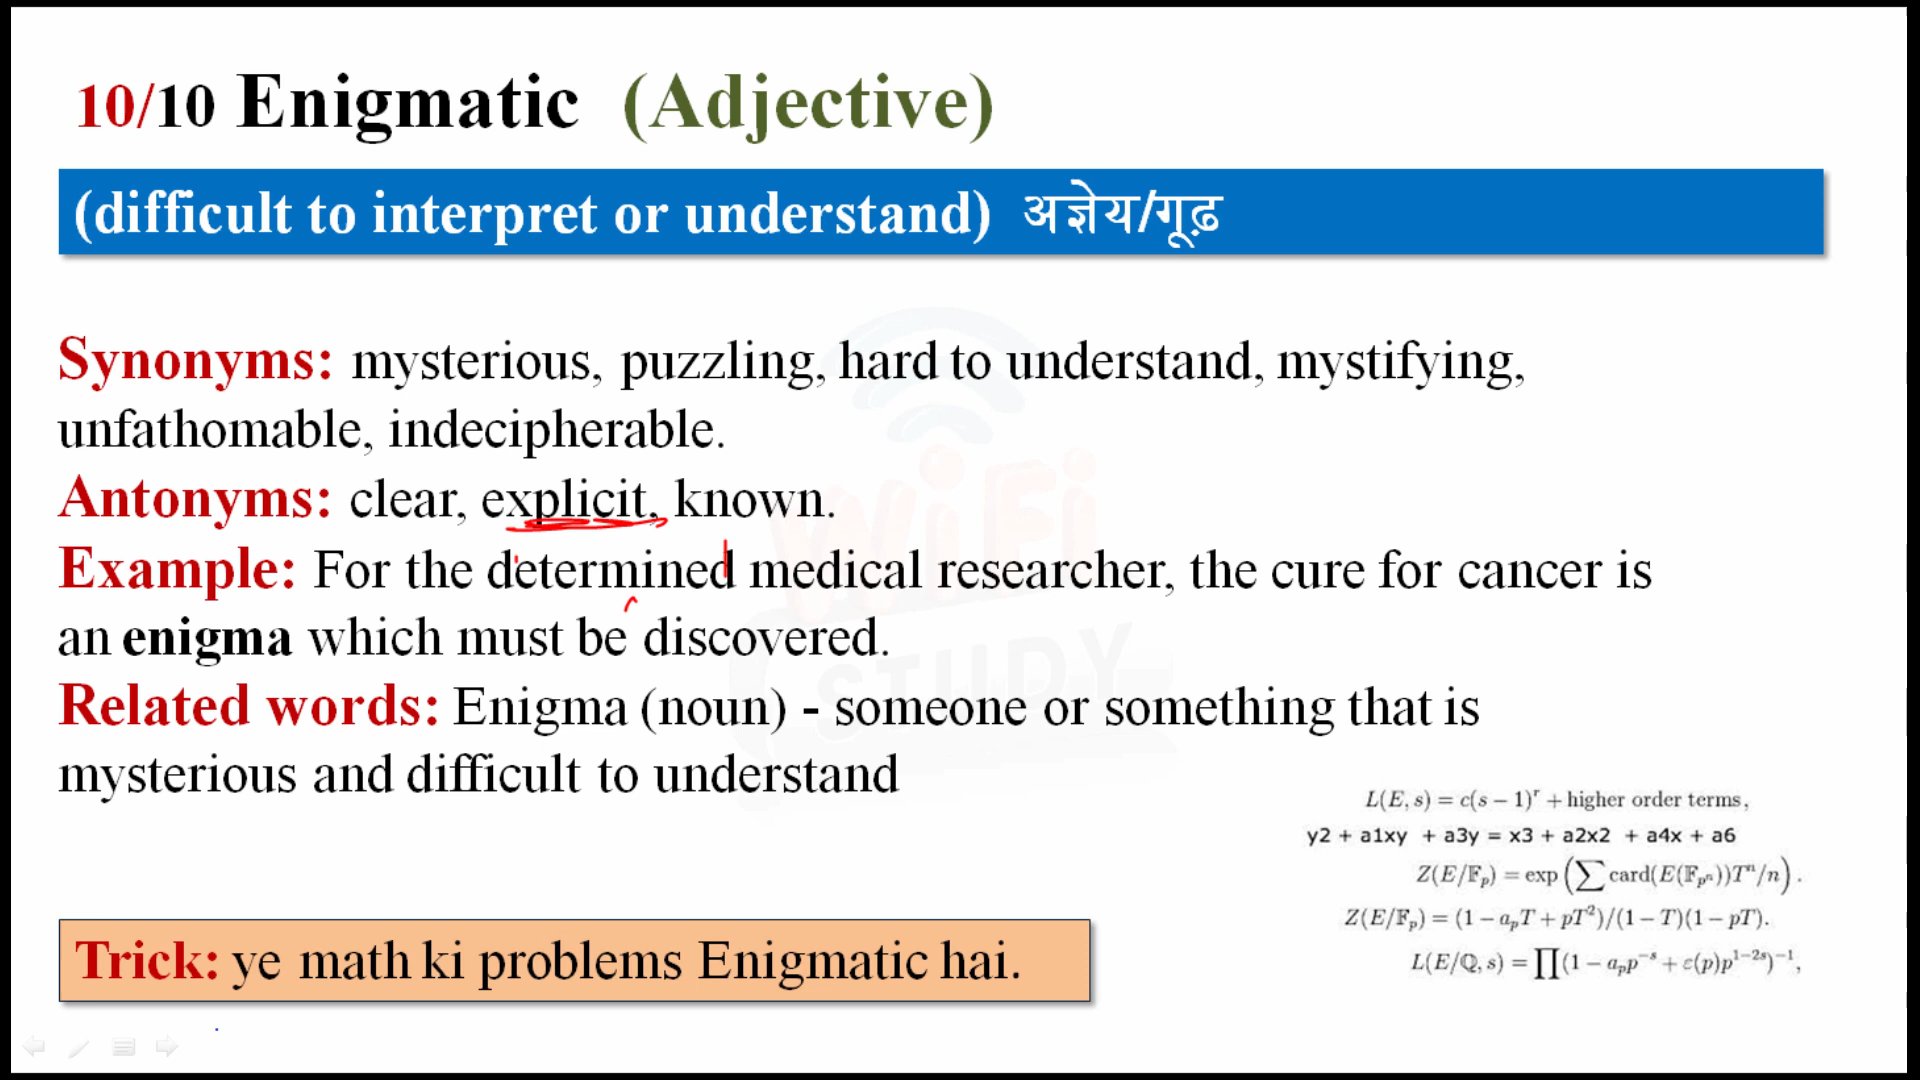 10/10 Enigmatic (Adjective)
(difficult to interpret or understand) अज्ञेय/गूढ़
Synonyms: mysterious, puzzling, hard to understand, mystifying,
unfathomable, indecipherable.
Antonyms: clear, explicit, known.
Example: For the determined medical researcher, the cure for cancer is
an enigma which must be discovered.
Related words: Enigma (noun) - someone or something that is
mysterious and difficult to understand
L(E, s) = c(s − 1)^r + higher order terms,
y2 + a1xy + a3y = x3 + a2x2 + a4x + a6
Z(E/𝔽_p) = exp (∑ card(E(𝔽_{p^n}))T^n/n) .
Z(E/𝔽_p) = (1 − a_pT + pT²)/(1 − T)(1 − pT).
L(E/ℚ, s) = ∏(1 − a_pp^{−s} + ε(p)p^{1−2s})^{−1},
Trick: ye math ki problems Enigmatic hai.
WiFi
STUDY